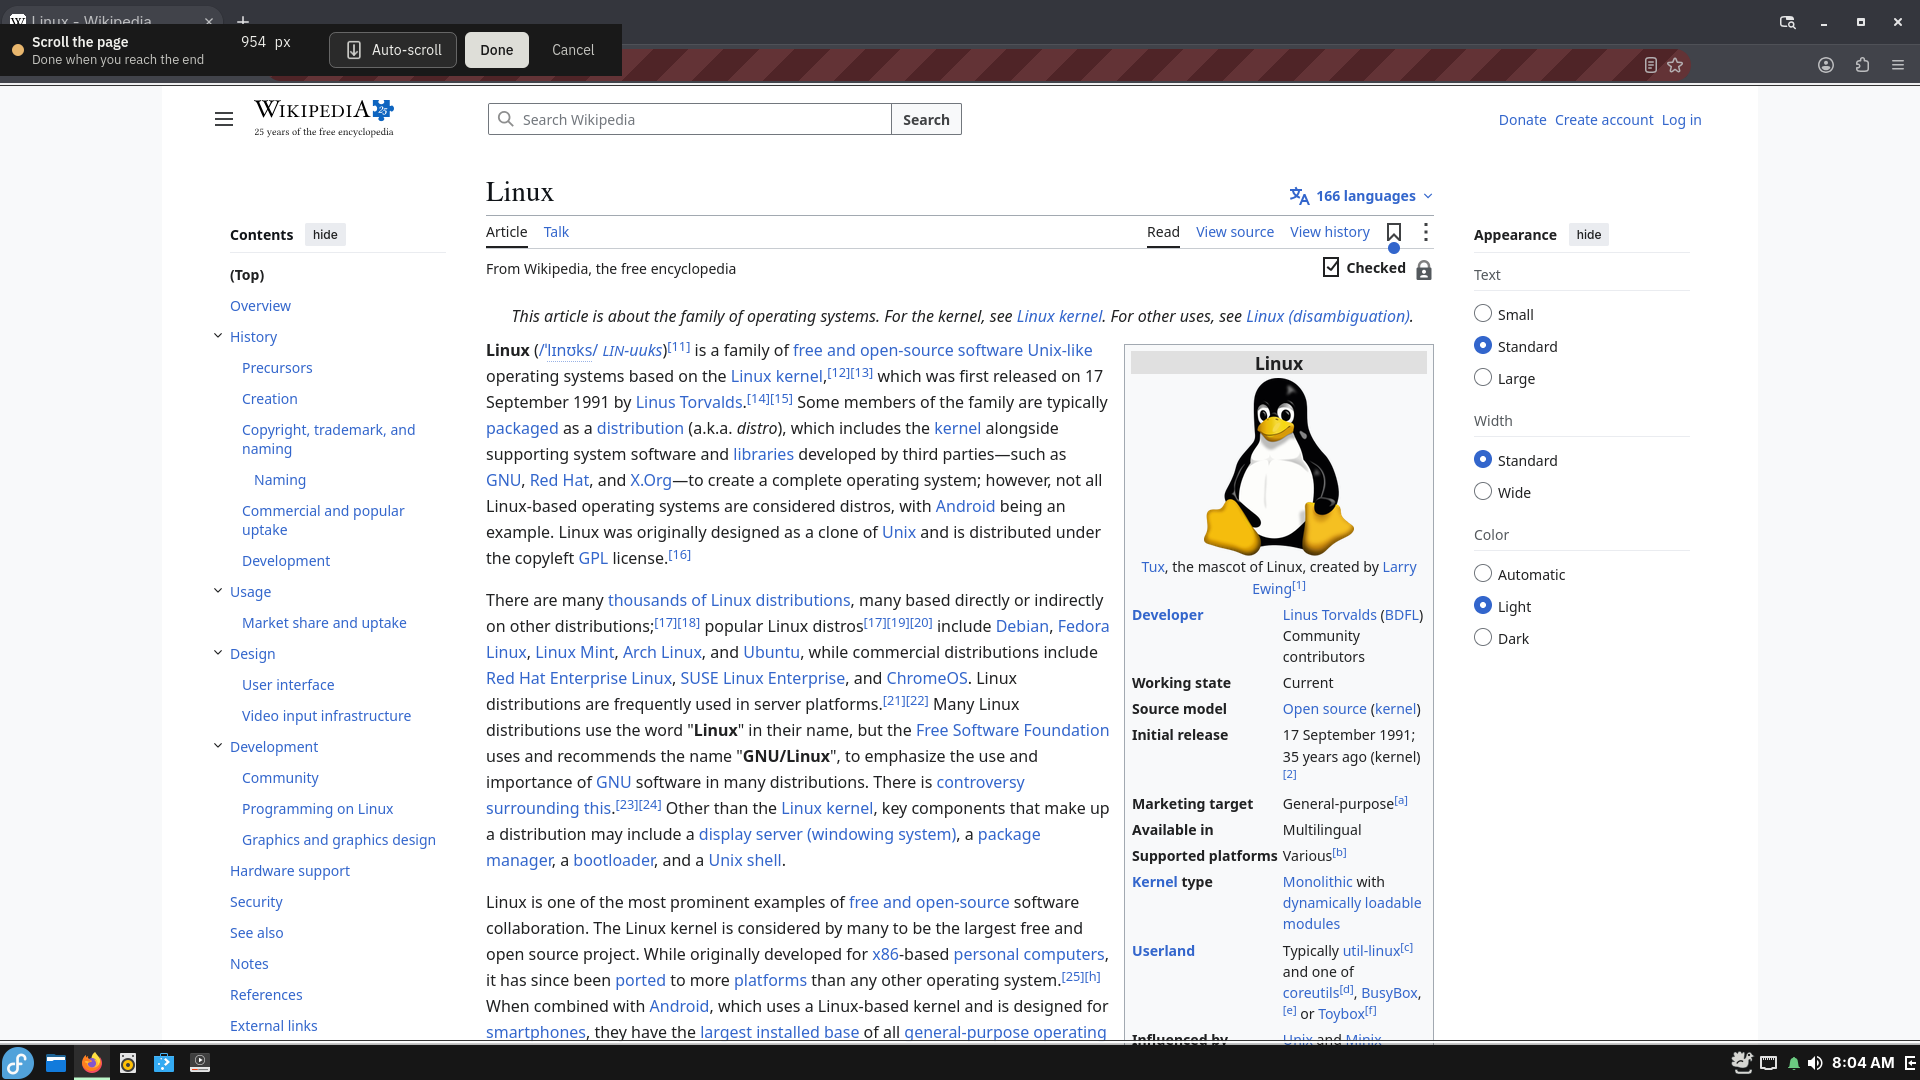 Linux - Wikipedia
Scroll the page
Done when you reach the end
954 px
Auto-scroll
Done
Cancel
WIKIPEDIA
25 years of the free encyclopedia
Search Wikipedia
Search
Donate
Create account
Log in
Contents
hide
(Top)
Overview
History
Precursors
Creation
Copyright, trademark, and
naming
Naming
Commercial and popular
uptake
Development
Usage
Market share and uptake
Design
User interface
Video input infrastructure
Development
Community
Programming on Linux
Graphics and graphics design
Hardware support
Security
See also
Notes
References
External links
Linux
166 languages
Article
Talk
Read
View source
View history
From Wikipedia, the free encyclopedia
Checked
This article is about the family of operating systems. For the kernel, see Linux kernel. For other uses, see Linux (disambiguation).
Linux (/ˈlɪnʊks/ LIN-uuks)[11] is a family of free and open-source software Unix-like
operating systems based on the Linux kernel,[12][13] which was first released on 17
September 1991 by Linus Torvalds.[14][15] Some members of the family are typically
packaged as a distribution (a.k.a. distro), which includes the kernel alongside
supporting system software and libraries developed by third parties—such as
GNU, Red Hat, and X.Org—to create a complete operating system; however, not all
Linux-based operating systems are considered distros, with Android being an
example. Linux was originally designed as a clone of Unix and is distributed under
the copyleft GPL license.[16]
There are many thousands of Linux distributions, many based directly or indirectly
on other distributions;[17][18] popular Linux distros[17][19][20] include Debian, Fedora
Linux, Linux Mint, Arch Linux, and Ubuntu, while commercial distributions include
Red Hat Enterprise Linux, SUSE Linux Enterprise, and ChromeOS. Linux
distributions are frequently used in server platforms.[21][22] Many Linux
distributions use the word "Linux" in their name, but the Free Software Foundation
uses and recommends the name "GNU/Linux", to emphasize the use and
importance of GNU software in many distributions. There is controversy
surrounding this.[23][24] Other than the Linux kernel, key components that make up
a distribution may include a display server (windowing system), a package
manager, a bootloader, and a Unix shell.
Linux is one of the most prominent examples of free and open-source software
collaboration. The Linux kernel is considered by many to be the largest free and
open source project. While originally developed for x86-based personal computers,
it has since been ported to more platforms than any other operating system.[25][h]
When combined with Android, which uses a Linux-based kernel and is designed for
smartphones, they have the largest installed base of all general-purpose operating
Linux
Tux, the mascot of Linux, created by Larry
Ewing[1]
Developer
Linus Torvalds (BDFL)
Community
contributors
Working state
Current
Source model
Open source (kernel)
Initial release
17 September 1991;
35 years ago (kernel)
[2]
Marketing target
General-purpose[a]
Available in
Multilingual
Supported platforms
Various[b]
Kernel type
Monolithic with
dynamically loadable
modules
Userland
Typically util-linux[c]
and one of
coreutils[d], BusyBox,
[e] or Toybox[f]
Influenced by
Unix and Minix
Appearance
hide
Text
Small
Standard
Large
Width
Standard
Wide
Color
Automatic
Light
Dark
8:04 AM